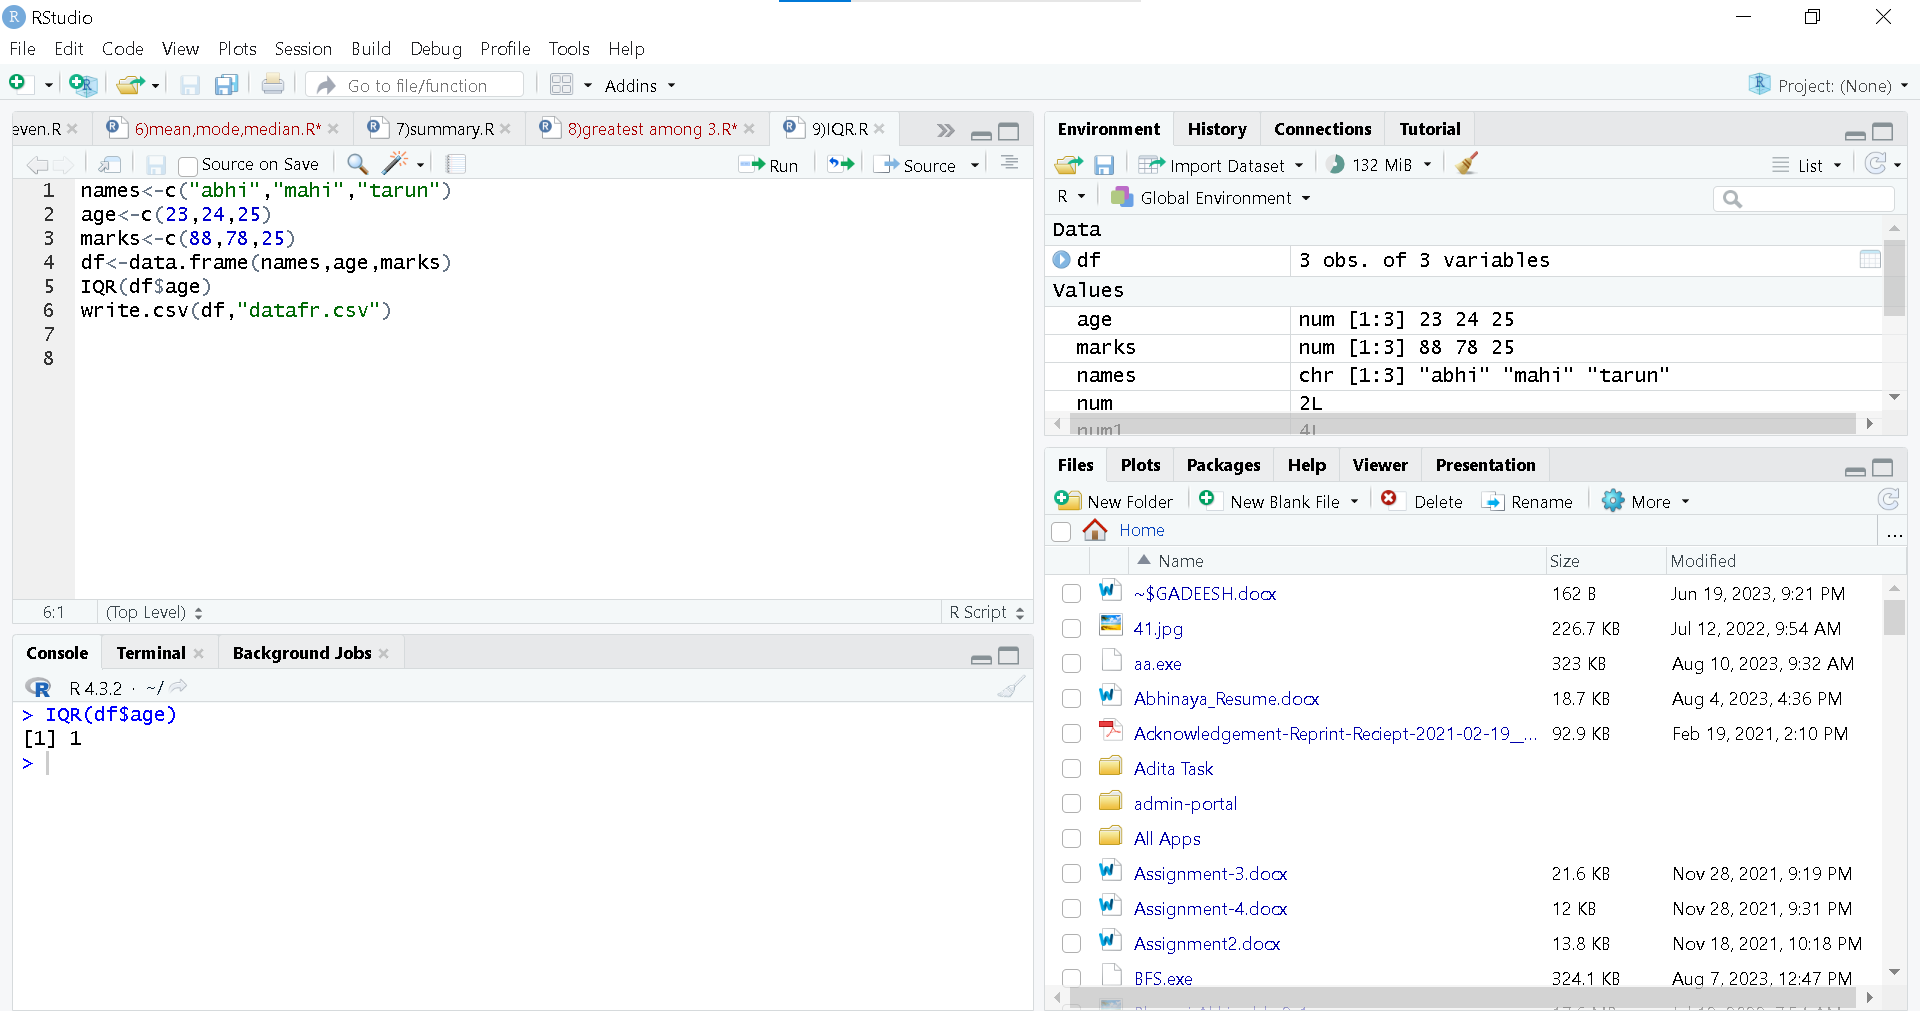 RStudio
File Edit Code View Plots Session Build Debug Profile Tools Help
Go to file/function Addins Project: (None)
even.R 6)mean,mode,median.R* 7)summary.R 8)greatest among 3.R* 9)IQR.R
Source on Save Run Source
1 names<-c("abhi","mahi","tarun")
2 age<-c(23,24,25)
3 marks<-c(88,78,25)
4 df<-data.frame(names,age,marks)
5 IQR(df$age)
6 write.csv(df,"datafr.csv")
7
8
6:1 (Top Level) R Script
Console Terminal Background Jobs
R 4.3.2 · ~/
> IQR(df$age)
[1] 1
>
Environment History Connections Tutorial
Import Dataset 132 MiB List
R Global Environment
Data
df 3 obs. of 3 variables
Values
age num [1:3] 23 24 25
marks num [1:3] 88 78 25
names chr [1:3] "abhi" "mahi" "tarun"
num 2L
num1 4L
Files Plots Packages Help Viewer Presentation
New Folder New Blank File Delete Rename More
Home ...
Name Size Modified
~$GADEESH.docx 162 B Jun 19, 2023, 9:21 PM
41.jpg 226.7 KB Jul 12, 2022, 9:54 AM
aa.exe 323 KB Aug 10, 2023, 9:32 AM
Abhinaya_Resume.docx 18.7 KB Aug 4, 2023, 4:36 PM
Acknowledgement-Reprint-Reciept-2021-02-19__... 92.9 KB Feb 19, 2021, 2:10 PM
Adita Task
admin-portal
All Apps
Assignment-3.docx 21.6 KB Nov 28, 2021, 9:19 PM
Assignment-4.docx 12 KB Nov 28, 2021, 9:31 PM
Assignment2.docx 13.8 KB Nov 18, 2021, 10:18 PM
BFS.exe 324.1 KB Aug 7, 2023, 12:47 PM